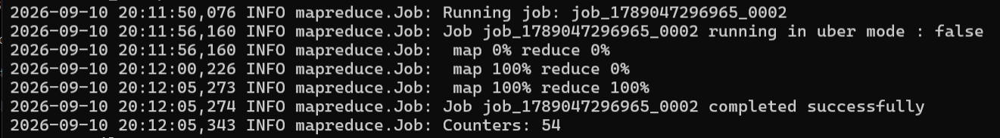 2026-09-10 20:11:50,076 INFO mapreduce.Job: Running job: job_1789047296965_0002
2026-09-10 20:11:56,160 INFO mapreduce.Job: Job job_1789047296965_0002 running in uber mode : false
2026-09-10 20:11:56,160 INFO mapreduce.Job:  map 0% reduce 0%
2026-09-10 20:12:00,226 INFO mapreduce.Job:  map 100% reduce 0%
2026-09-10 20:12:05,273 INFO mapreduce.Job:  map 100% reduce 100%
2026-09-10 20:12:05,274 INFO mapreduce.Job: Job job_1789047296965_0002 completed successfully
2026-09-10 20:12:05,343 INFO mapreduce.Job: Counters: 54